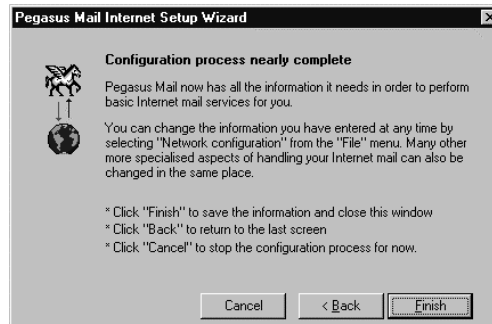 Pegasus Mail Internet Setup Wizard
Configuration process nearly complete
Pegasus Mail now has all the information it needs in order to perform
basic Internet mail services for you.
You can change the information you have entered at any time by
selecting "Network configuration" from the "File" menu. Many other
more specialised aspects of handling your Internet mail can also be
changed in the same place.
* Click "Finish" to save the information and close this window
* Click "Back" to return to the last screen
* Click "Cancel" to stop the configuration process for now.
Cancel < Back Finish